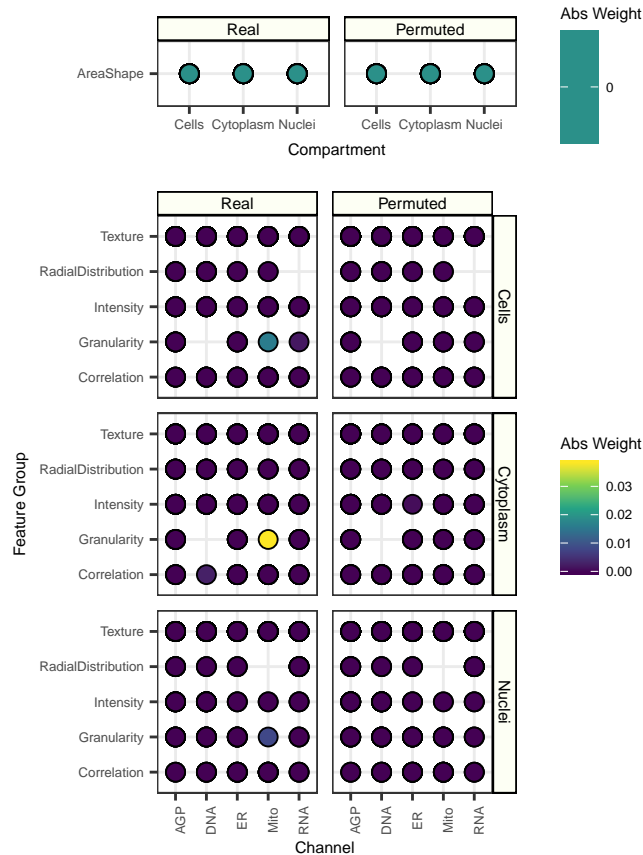 Abs Weight
Real Permuted
AreaShape
0
Cells Cytoplasm Nuclei Cells Cytoplasm Nuclei
Compartment
Real Permuted
Texture
RadialDistribution
Intensity
Granularity
Correlation
Cells
Texture
RadialDistribution
Intensity
Granularity
Correlation
Cytoplasm
Feature Group
Abs Weight
0.03
0.02
0.01
0.00
Texture
RadialDistribution
Intensity
Granularity
Correlation
Nuclei
AGP DNA ER Mito RNA AGP DNA ER Mito RNA
Channel